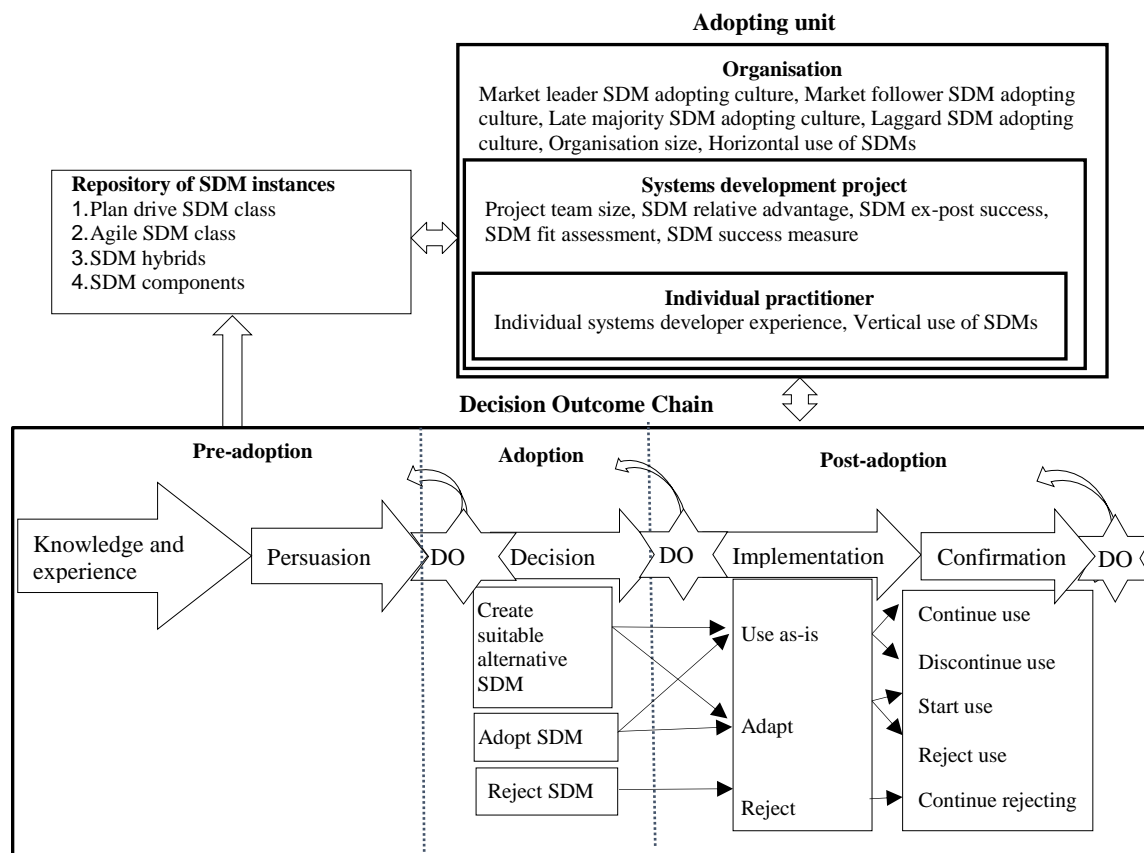 Adopting unit
Organisation
Market leader SDM adopting culture, Market follower SDM adopting
culture, Late majority SDM adopting culture, Laggard SDM adopting
culture, Organisation size, Horizontal use of SDMs
Systems development project
Project team size, SDM relative advantage, SDM ex-post success,
SDM fit assessment, SDM success measure
Individual practitioner
Individual systems developer experience, Vertical use of SDMs
Repository of SDM instances
1.Plan drive SDM class
2.Agile SDM class
3.SDM hybrids
4.SDM components
Decision Outcome Chain
Pre-adoption
Adoption
Post-adoption
Knowledge and
experience
Persuasion
DO
Decision
DO
Implementation
Confirmation
DO
Create
suitable
alternative
SDM
Adopt SDM
Reject SDM
Use as-is
Adapt
Reject
Continue use
Discontinue use
Start use
Reject use
Continue rejecting